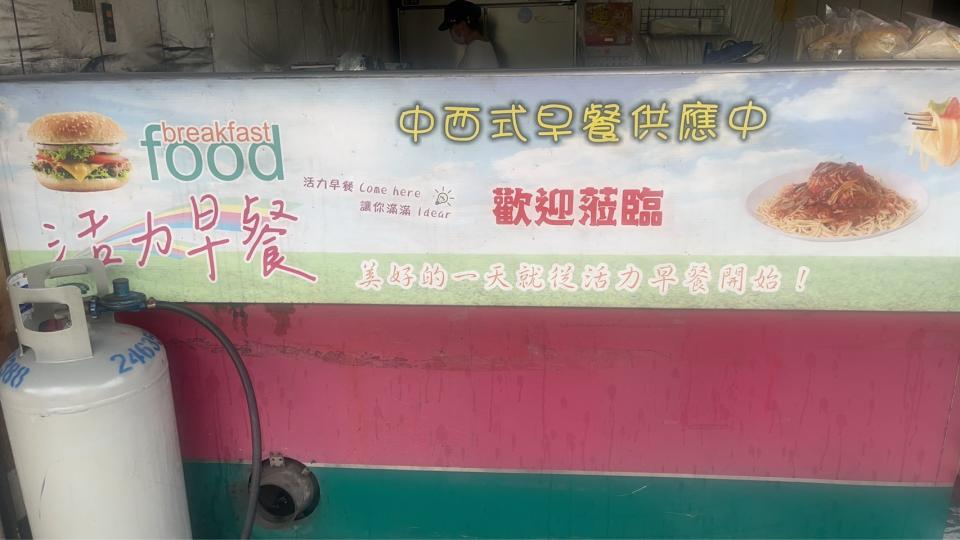 breakfast
food
活力早餐
中西式早餐供應中
活力早餐 Come here
讓你滿滿 Idear
歡迎蒞臨
美好的一天就從活力早餐開始！